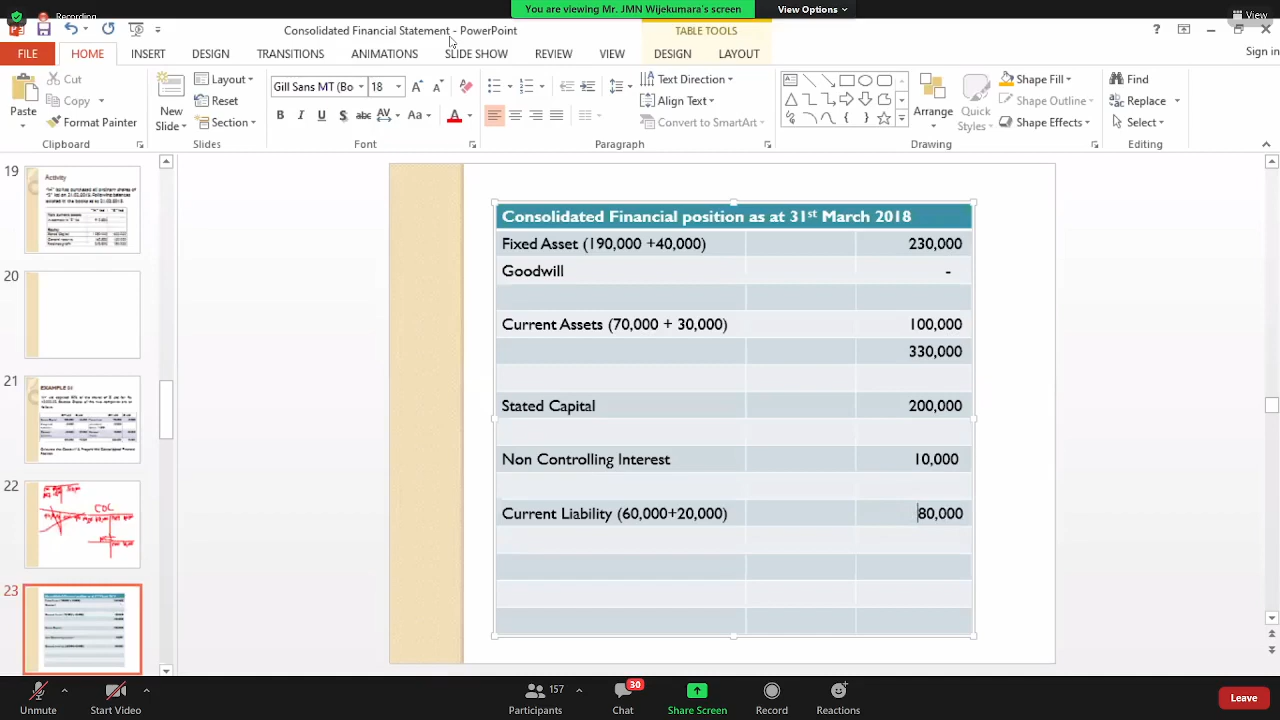 Recording
You are viewing Mr. JMN Wijekumara's screen
View Options
View
Consolidated Financial Statement - PowerPoint
TABLE TOOLS
FILE
HOME
INSERT
DESIGN
TRANSITIONS
ANIMATIONS
SLIDE SHOW
REVIEW
VIEW
DESIGN
LAYOUT
Sign in
Paste
Cut
Copy
Format Painter
Clipboard
New Slide
Layout
Reset
Section
Slides
Gill Sans MT (Bo
18
B I U S abc AV Aa A
Font
Text Direction
Align Text
Convert to SmartArt
Paragraph
Arrange
Quick Styles
Shape Fill
Shape Outline
Shape Effects
Drawing
Find
Replace
Select
Editing
19
Activity
20
21
EXAMPLE
22
COC
23
Consolidated Financial position as at 31st March 2018
Fixed Asset (190,000 +40,000) 230,000
Goodwill -
Current Assets (70,000 + 30,000) 100,000
330,000
Stated Capital 200,000
Non Controlling Interest 10,000
Current Liability (60,000+20,000) 80,000
Unmute
Start Video
157
Participants
30
Chat
Share Screen
Record
Reactions
Leave